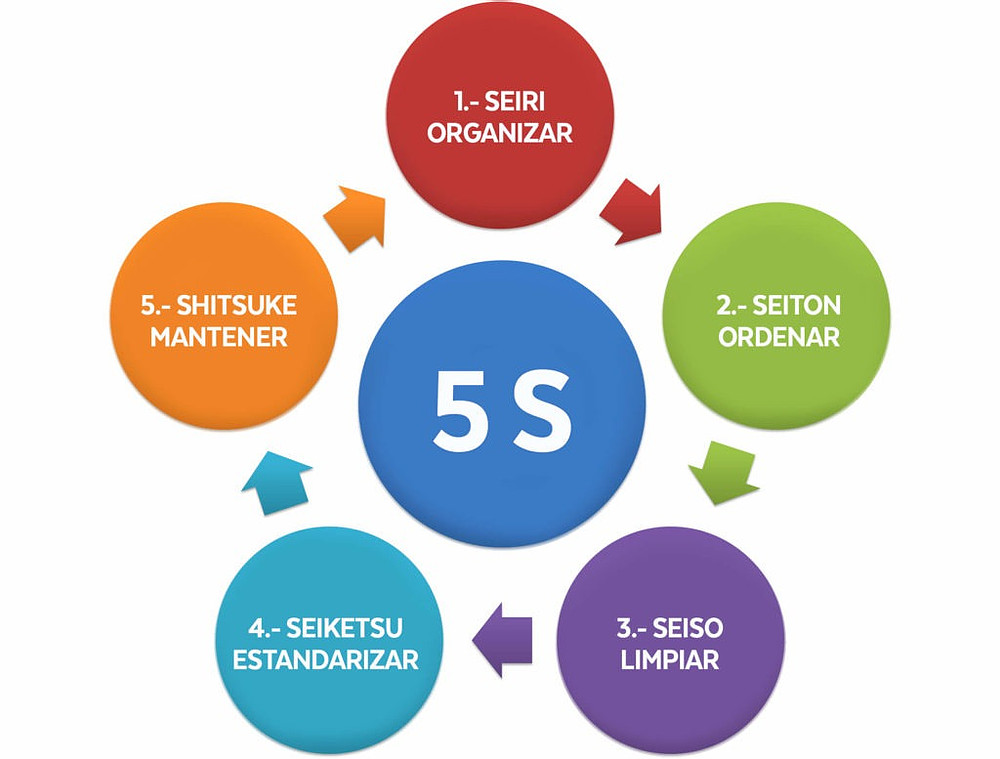 1.- SEIRI
ORGANIZAR
2.- SEITON
ORDENAR
3.- SEISO
LIMPIAR
4.- SEIKETSU
ESTANDARIZAR
5.- SHITSUKE
MANTENER
5 S